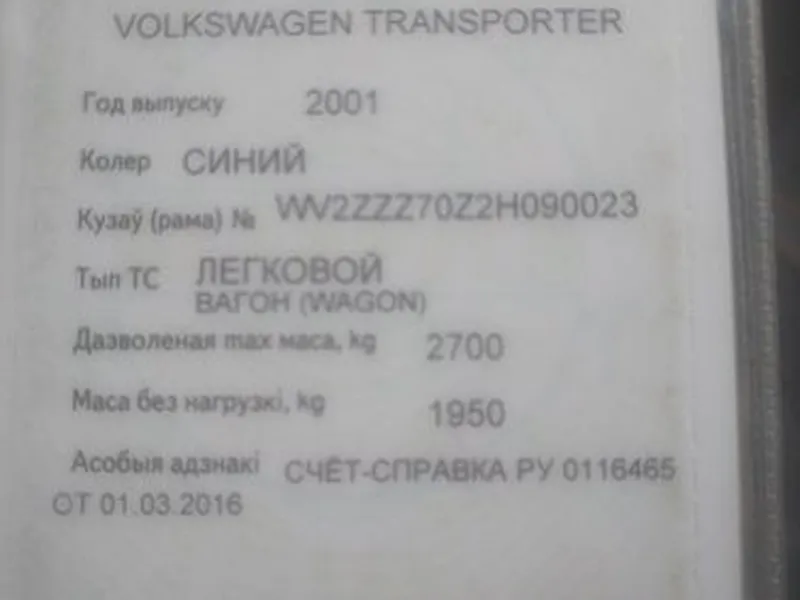 VOLKSWAGEN TRANSPORTER
Год выпуску 2001
Колер СИНИЙ
Кузаў (рама) № WV2ZZZ70Z2H090023
Тып ТС ЛЕГКОВОЙ
ВАГОН (WAGON)
Дазволеная max маса, kg 2700
Маса без нагрузкі, kg 1950
Асобыя адзнакі СЧЁТ-СПРАВКА РУ 0116465
ОТ 01.03.2016